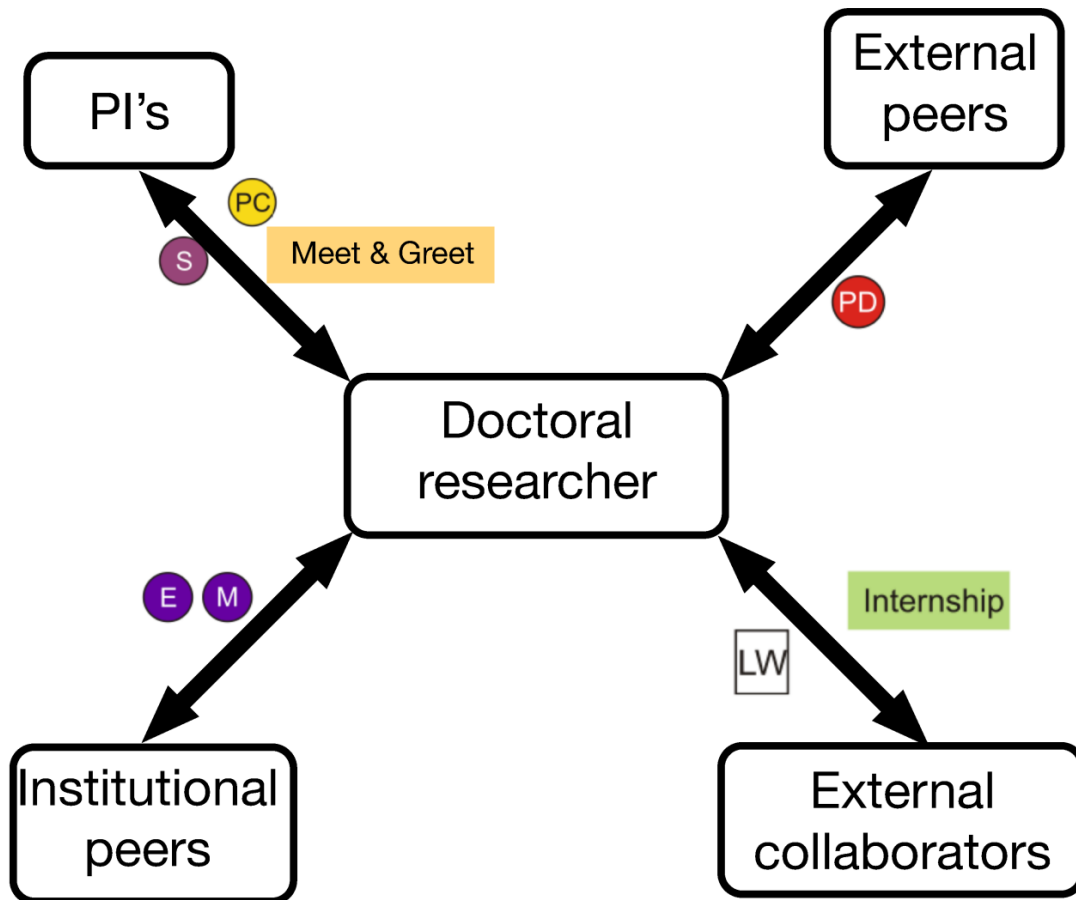 PI's
External
peers
PC
S
Meet & Greet
PD
Doctoral
researcher
E
M
Internship
LW
Institutional
peers
External
collaborators